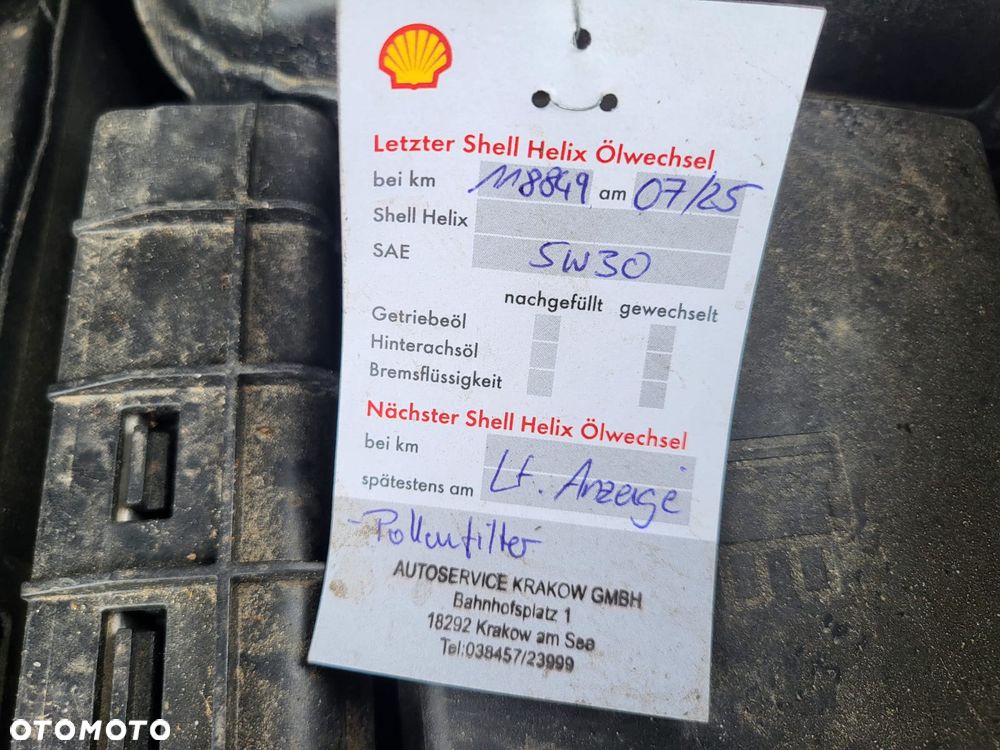 Letzter Shell Helix Ölwechsel
bei km 118849 am 07/25
Shell Helix
SAE 5W30
nachgefüllt gewechselt
Getriebeöl
Hinterachsöl
Bremsflüssigkeit
Nächster Shell Helix Ölwechsel
bei km
spätestens am Lt. Anzeige
-Pollenfilter
AUTOSERVICE KRAKOW GMBH
Bahnhofsplatz 1
18292 Krakow am See
Tel:038457/23999
OTOMOTO